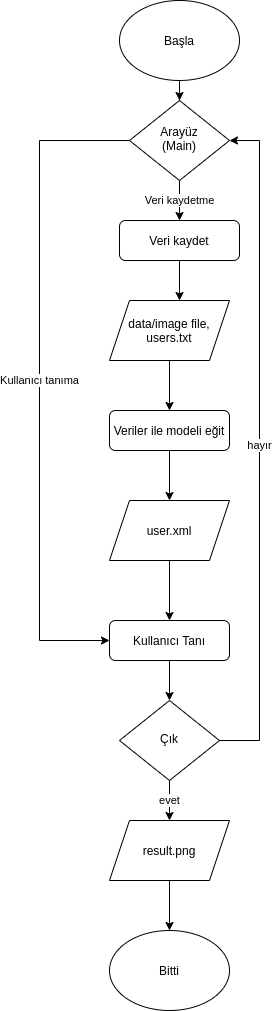 Başla
Arayüz
(Main)
Veri kaydetme
Veri kaydet
data/image file,
users.txt
Kullanıcı tanıma
Veriler ile modeli eğit
hayır
user.xml
Kullanıcı Tanı
Çık
evet
result.png
Bitti